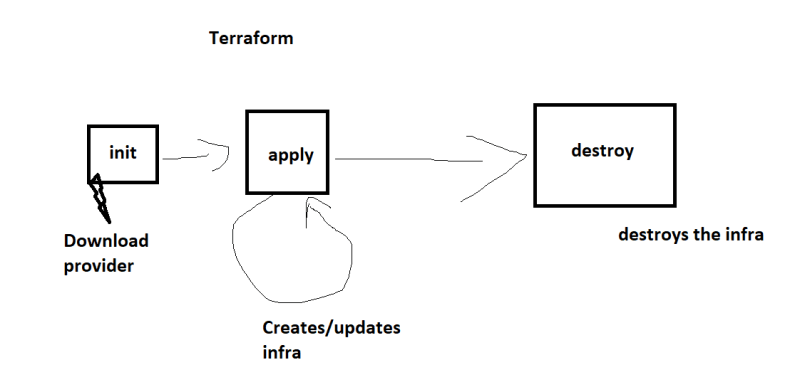 Terraform
init
apply
destroy
Download
provider
destroys the infra
Creates/updates
infra